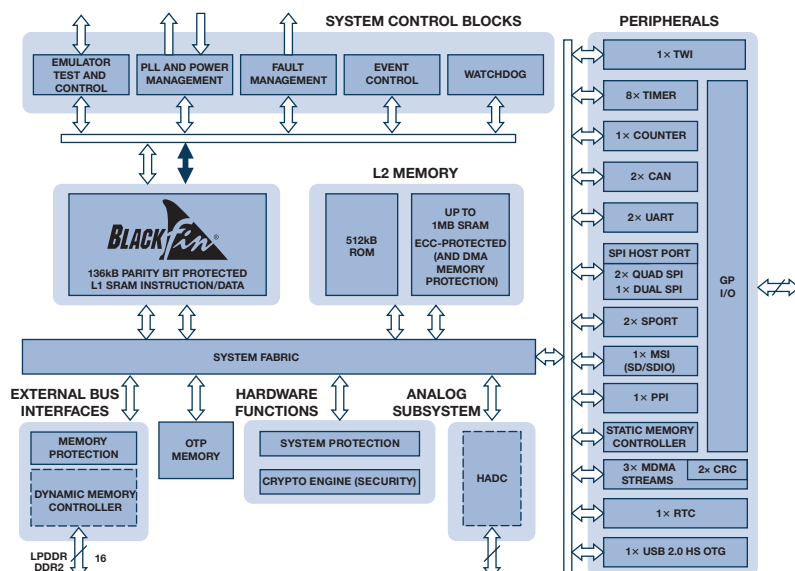 SYSTEM CONTROL BLOCKS
EMULATOR
TEST AND
CONTROL
PLL AND POWER
MANAGEMENT
FAULT
MANAGEMENT
EVENT
CONTROL
WATCHDOG
BLACKfin®
136kB PARITY BIT PROTECTED
L1 SRAM INSTRUCTION/DATA
L2 MEMORY
512kB
ROM
UP TO
1MB SRAM
ECC-PROTECTED
(AND DMA
MEMORY
PROTECTION)
SYSTEM FABRIC
EXTERNAL BUS
INTERFACES
MEMORY
PROTECTION
DYNAMIC MEMORY
CONTROLLER
LPDDR
DDR2
16
OTP
MEMORY
HARDWARE
FUNCTIONS
SYSTEM PROTECTION
CRYPTO ENGINE (SECURITY)
ANALOG
SUBSYSTEM
HADC
PERIPHERALS
1× TWI
8× TIMER
1× COUNTER
2× CAN
2× UART
SPI HOST PORT
2× QUAD SPI
1× DUAL SPI
2× SPORT
1× MSI
(SD/SDIO)
1× PPI
STATIC MEMORY
CONTROLLER
3× MDMA
STREAMS
2× CRC
1× RTC
1× USB 2.0 HS OTG
GP
I/O